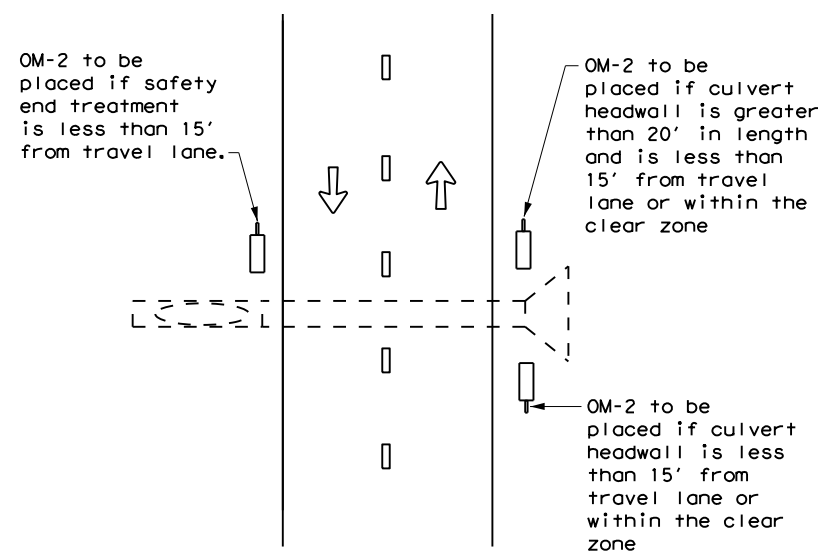 OM-2 to be
placed if safety
end treatment
is less than 15'
from travel lane.
OM-2 to be
placed if culvert
headwall is greater
than 20' in length
and is less than
15' from travel
lane or within the
clear zone
OM-2 to be
placed if culvert
headwall is less
than 15' from
travel lane or
within the clear
zone